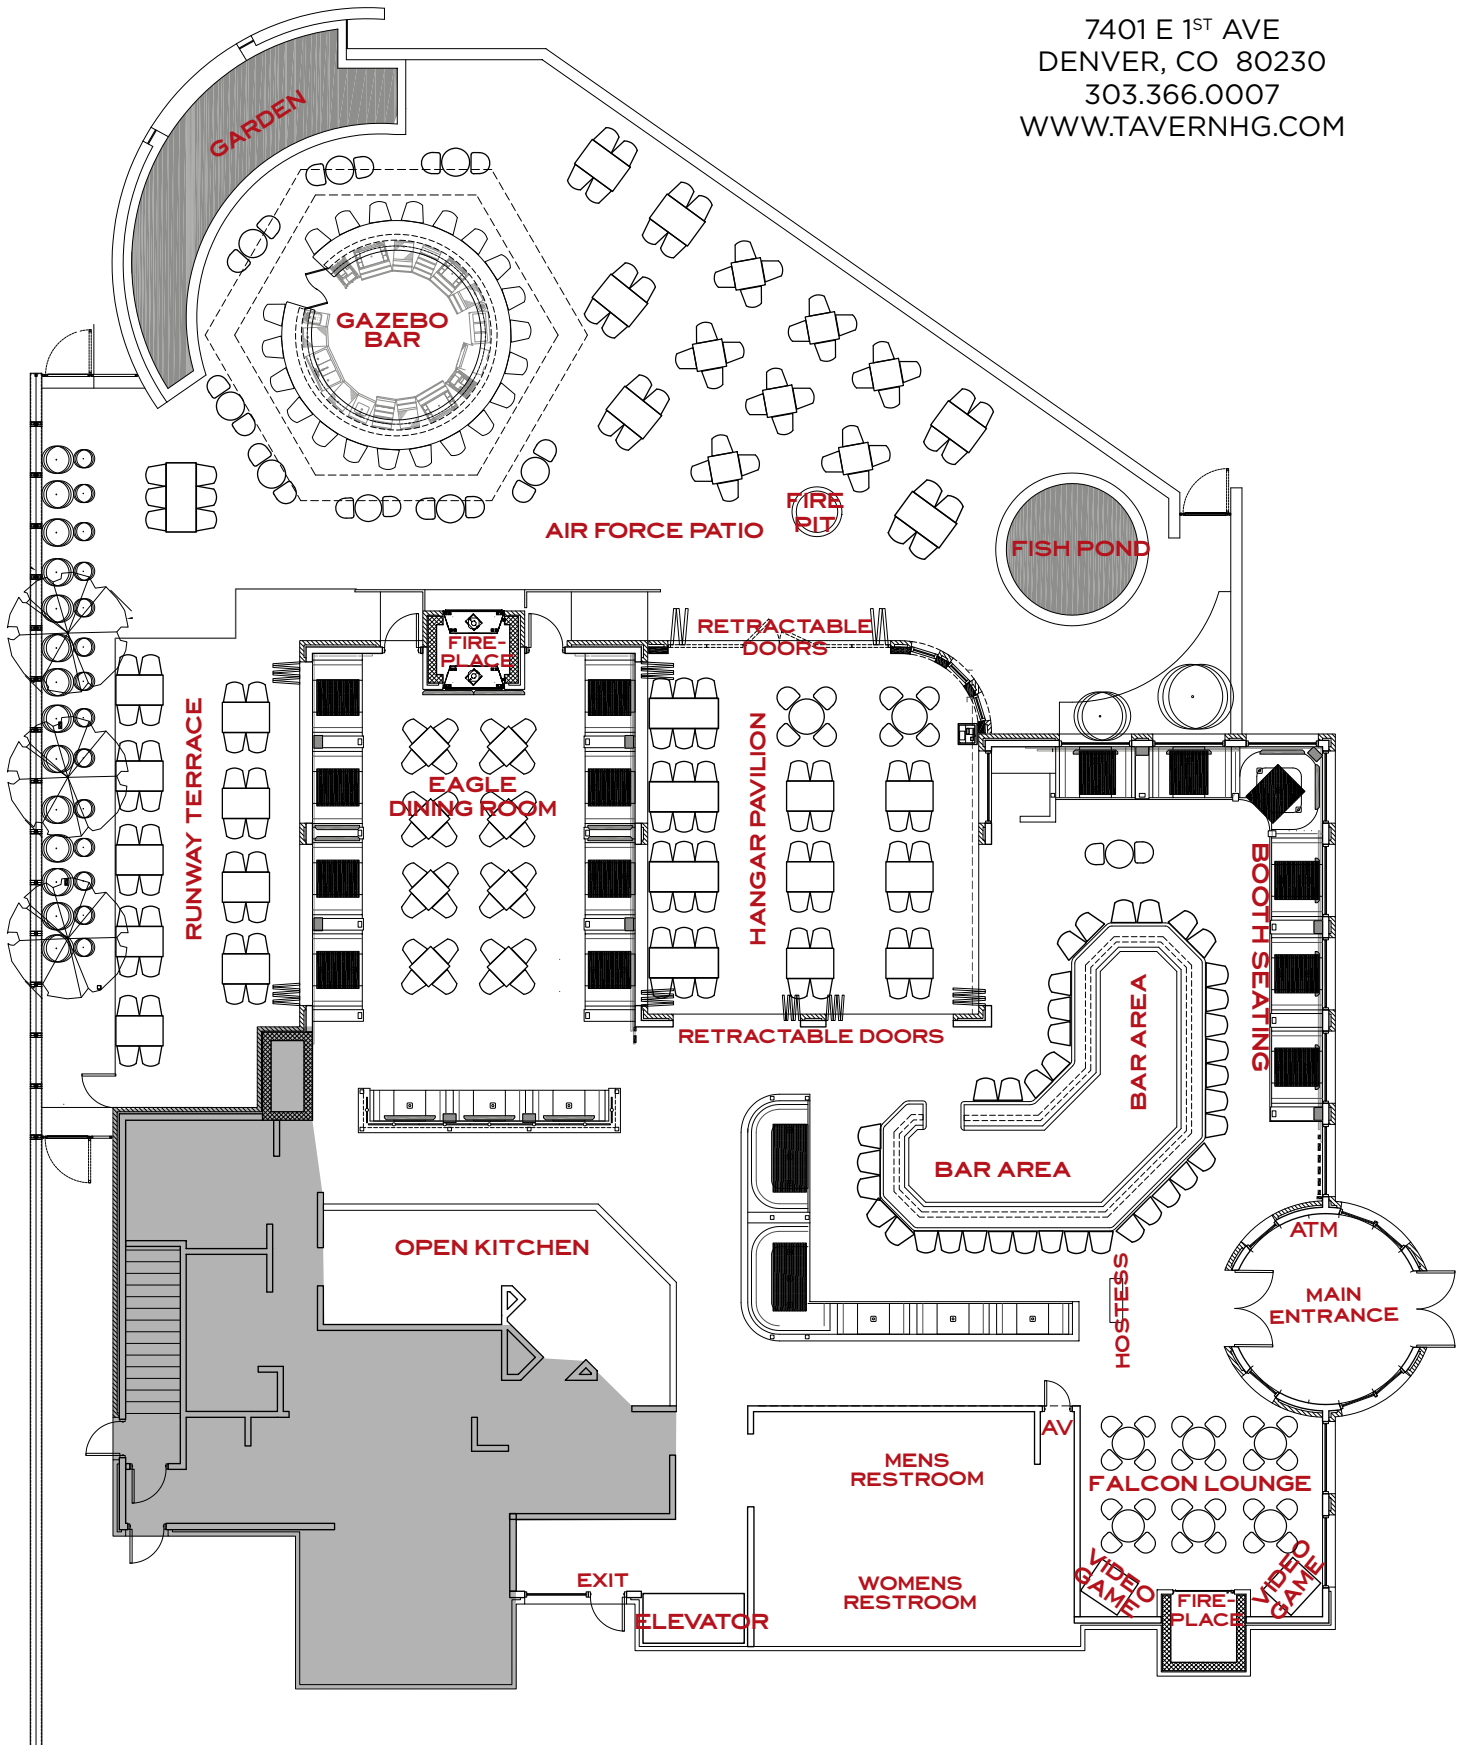 7401 E 1ST AVE
DENVER, CO 80230
303.366.0007
WWW.TAVERNHG.COM
GARDEN
GAZEBO
BAR
FIRE
PIT
AIR FORCE PATIO
FISH POND
RETRACTABLE
DOORS
FIRE-
PLACE
RUNWAY TERRACE
EAGLE
DINING ROOM
HANGAR PAVILION
BOOTH SEATING
BAR AREA
RETRACTABLE DOORS
BAR AREA
OPEN KITCHEN
ATM
HOSTESS
MAIN
ENTRANCE
AV
MENS
RESTROOM
FALCON LOUNGE
VIDEO
GAME
VIDEO
GAME
EXIT
WOMENS
RESTROOM
FIRE-
PLACE
ELEVATOR